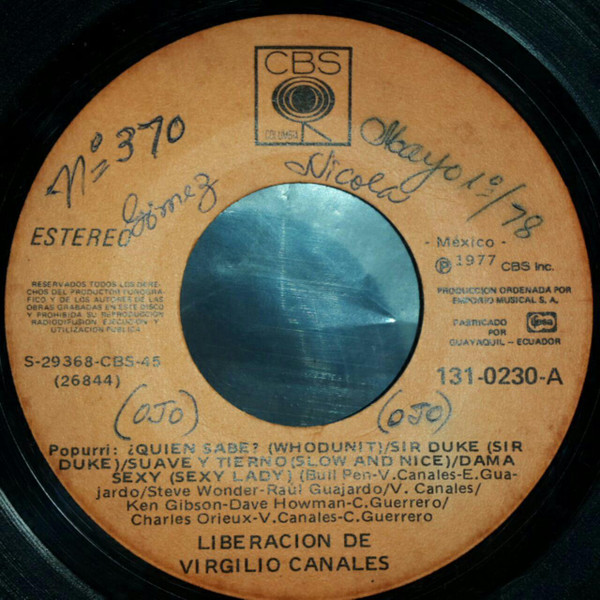 CBS
COLUMBIA
Nº 370
Gómez
Nicola
Mayo 1º/78
ESTEREO
- México -
℗ 1977 CBS Inc.
RESERVADOS TODOS LOS DERE-
CHOS DEL PRODUCTOR FONOGRÁ-
FICO Y DE LOS AUTORES DE LAS
OBRAS GRABADAS EN ESTE DISCO
Y PROHIBIDA SU REPRODUCCION
RADIODIFUSION EJECUCION Y
UTILIZACION PUBLICA.
PRODUCCION ORDENADA POR
EMPORIO MUSICAL S. A.
FABRICADO
POR
GUAYAQUIL - ECUADOR
S-29368-CBS-45
(26844)
131-0230-A
(OJO)
(OJO)
Popurri: ¿QUIEN SABE? (WHODUNIT)/SIR DUKE (SIR
DUKE)/SUAVE Y TIERNO (SLOW AND NICE)/DAMA
SEXY (SEXY LADY) (Bull Pen-V.Canales-E.Gua-
jardo/Steve Wonder-Raúl Guajardo/V. Canales/
Ken Gibson-Dave Howman-C.Guerrero/
Charles Orieux-V.Canales-C.Guerrero
LIBERACION DE
VIRGILIO CANALES